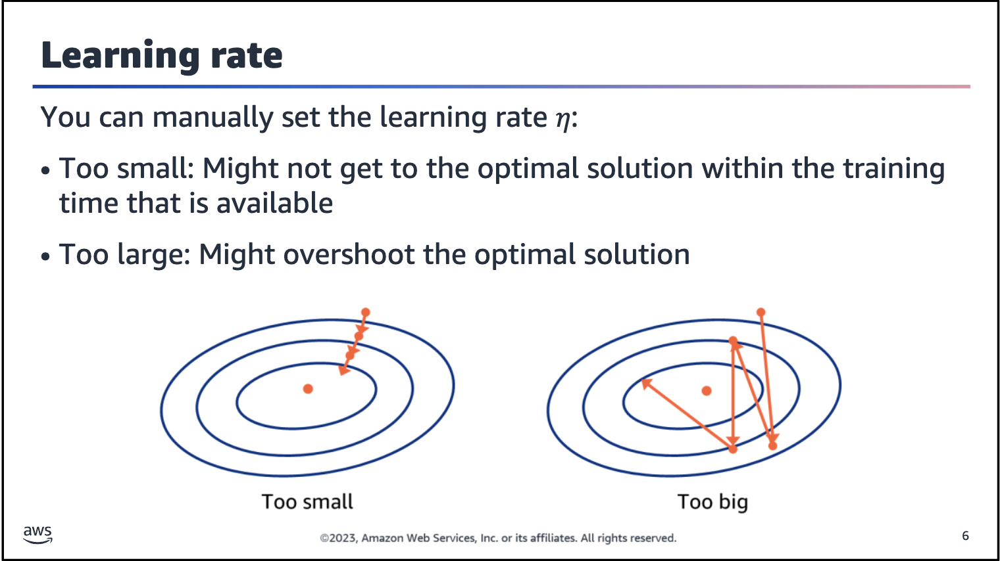 Learning rate
You can manually set the learning rate η:
• Too small: Might not get to the optimal solution within the training
time that is available
• Too large: Might overshoot the optimal solution
Too small
Too big
aws
©2023, Amazon Web Services, Inc. or its affiliates. All rights reserved.
6